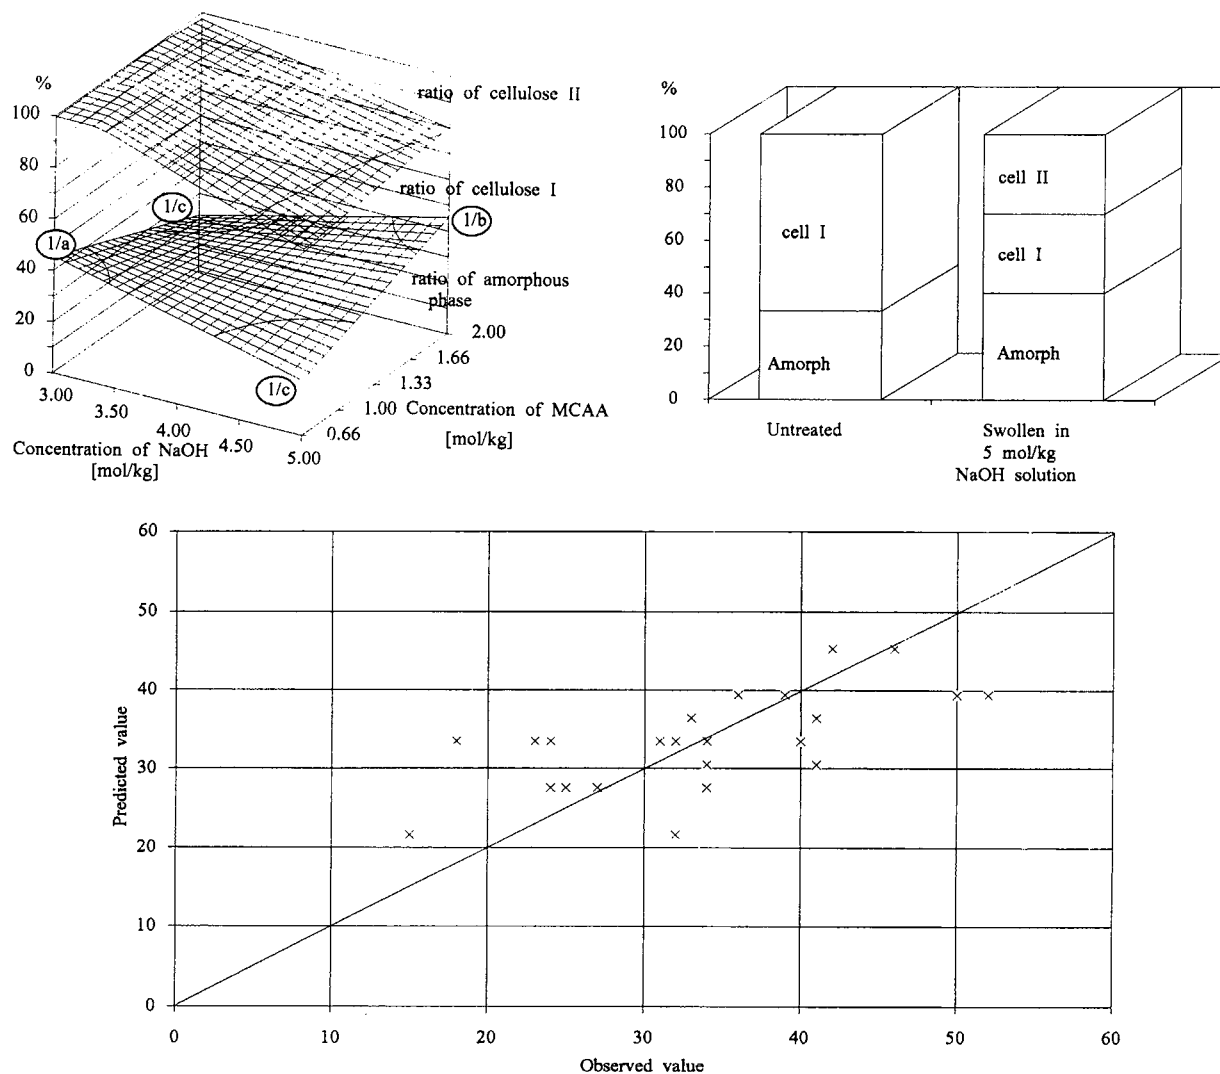 %
100
80
60
40
20
0
3.00
3.50
4.00
4.50
5.00
Concentration of NaOH
[mol/kg]
0.66
1.00
1.33
1.66
2.00
Concentration of MCAA
[mol/kg]
ratio of cellulose II
ratio of cellulose I
ratio of amorphous
phase
1/a
1/c
1/b
1/c
%
100
80
60
40
20
0
cell I
Amorph
cell II
cell I
Amorph
Untreated
Swollen in
5 mol/kg
NaOH solution
60
50
40
30
20
10
0
Predicted value
0
10
20
30
40
50
60
Observed value